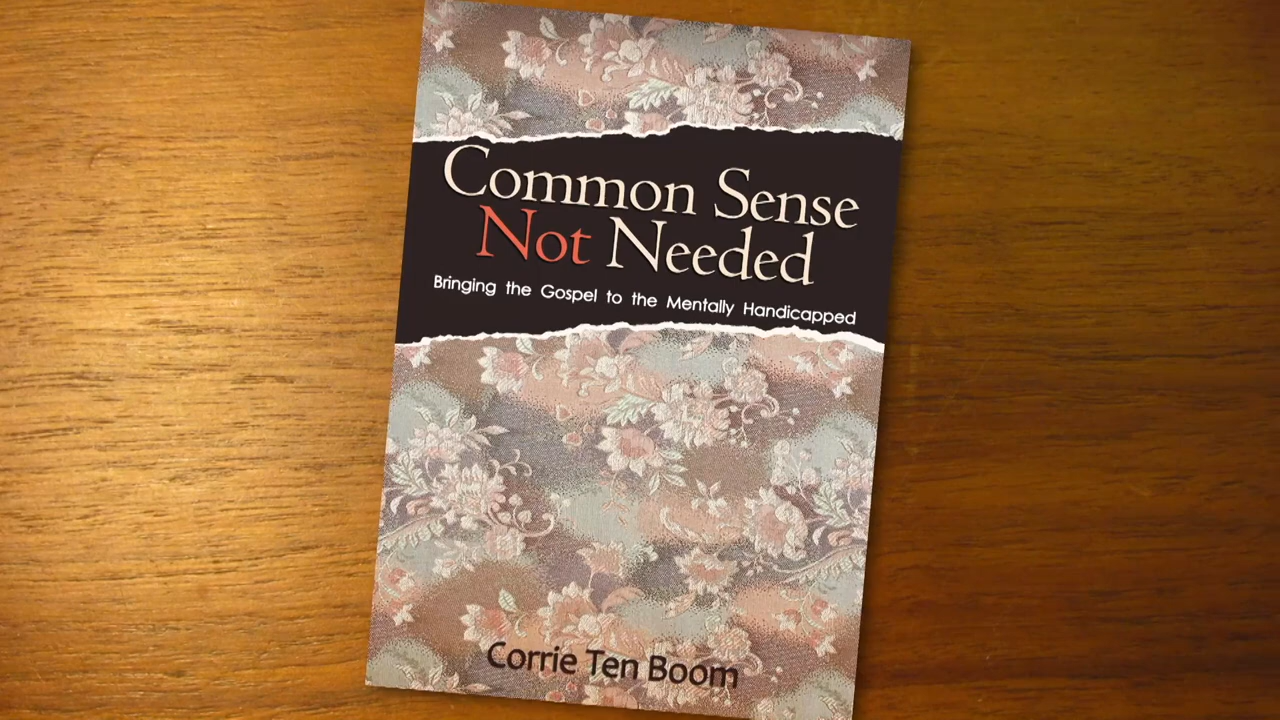 Common Sense
Not Needed
Bringing the Gospel to the Mentally Handicapped
Corrie Ten Boom